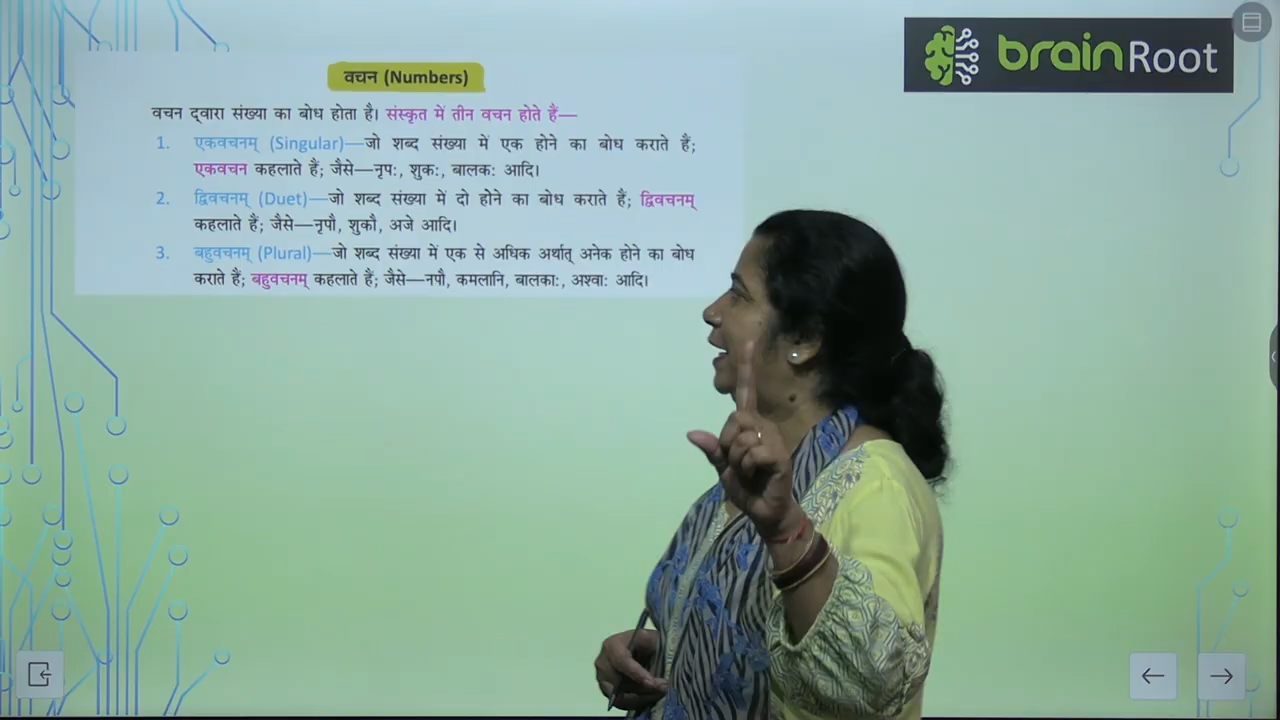 brainRoot
वचन (Numbers)
वचन द्वारा संख्या का बोध होता है। संस्कृत में तीन वचन होते हैं—
1. एकवचनम् (Singular)—जो शब्द संख्या में एक होने का बोध कराते हैं;
एकवचन कहलाते हैं; जैसे—नृपः, शुकः, बालकः आदि।
2. द्विवचनम् (Duet)—जो शब्द संख्या में दो होने का बोध कराते हैं; द्विवचनम्
कहलाते हैं; जैसे—नृपौ, शुकौ, अजे आदि।
3. बहुवचनम् (Plural)—जो शब्द संख्या में एक से अधिक अर्थात् अनेक होने का बोध
कराते हैं; बहुवचनम् कहलाते हैं; जैसे—नपौ, कमलानि, बालकाः, अश्वाः आदि।